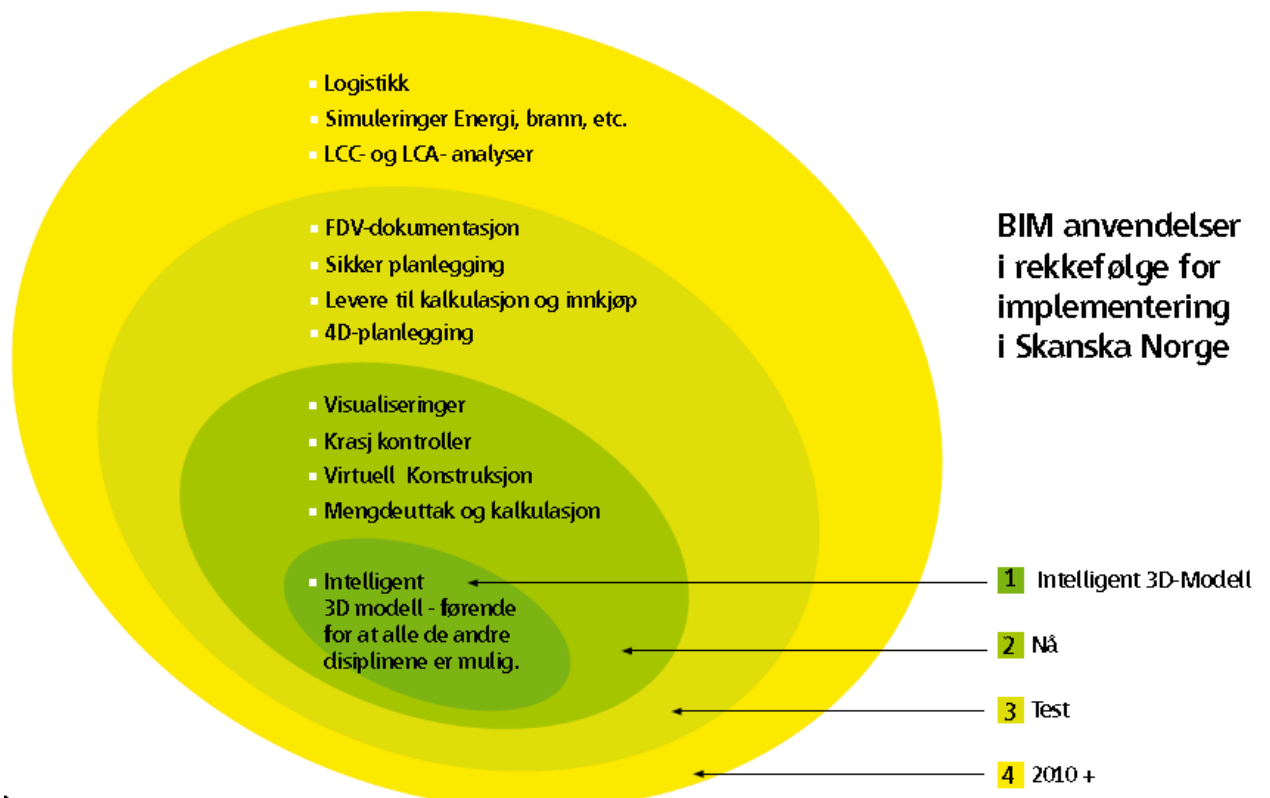 Logistikk
Simuleringer Energi, brann, etc.
LCC- og LCA- analyser
FDV-dokumentasjon
Sikker planlegging
Levere til kalkulasjon og innkjøp
4D-planlegging
Visualiseringer
Krasj kontroller
Virtuell Konstruksjon
Mengdeuttak og kalkulasjon
Intelligent
3D modell - førende
for at alle de andre
disiplinene er mulig.
BIM anvendelser
i rekkefølge for
implementering
i Skanska Norge
1 Intelligent 3D-Modell
2 Nå
3 Test
4 2010 +